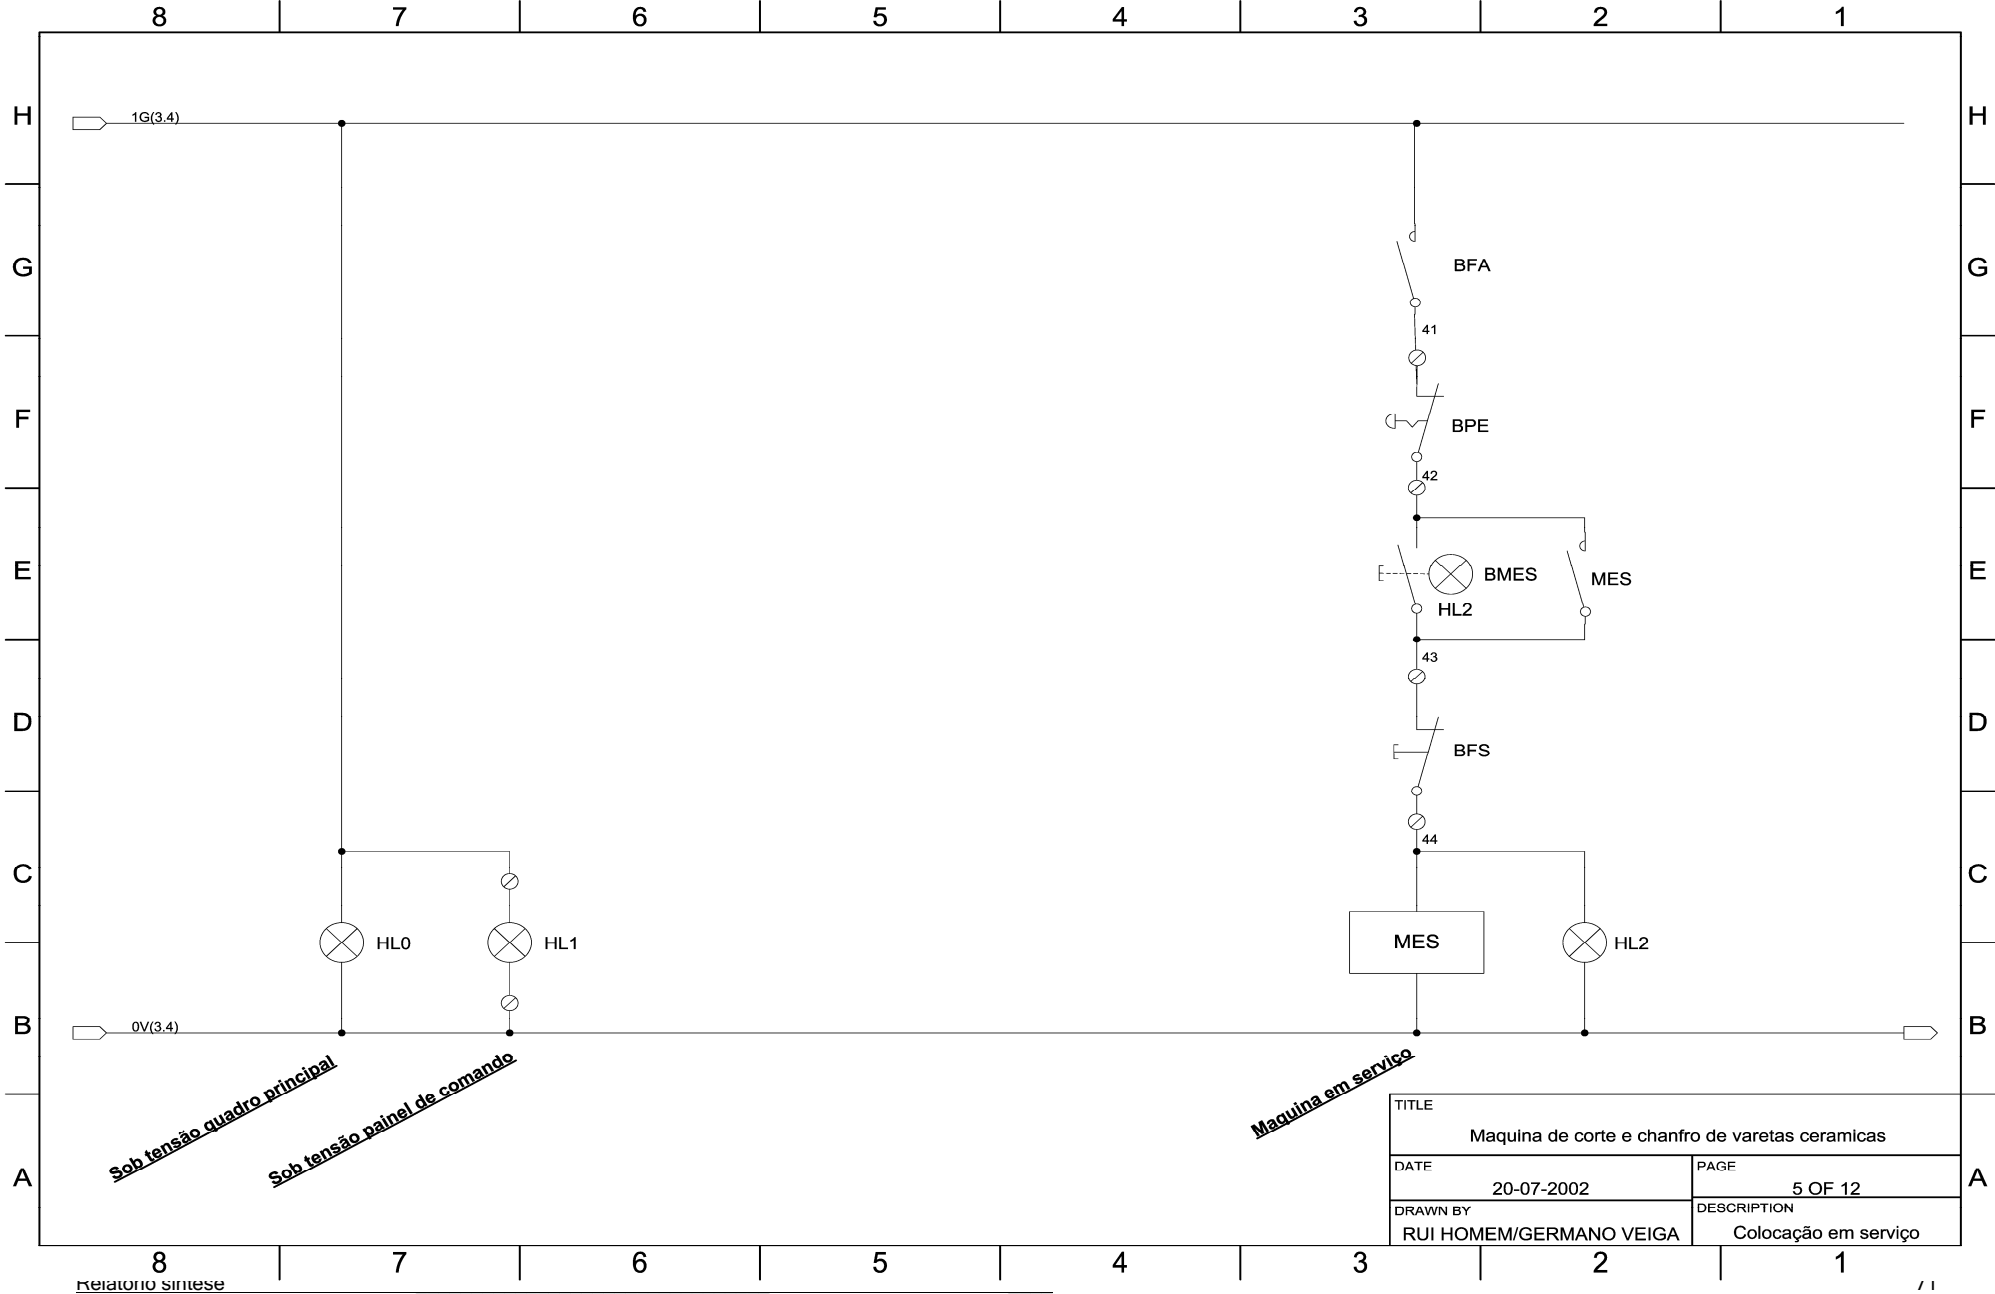 8 7 6 5 4 3 2 1
H 1G(3.4) H
G BFA G
41
F BPE F
42
E BMES MES E
HL2
43
D BFS D
44
C C
HL0 HL1 MES HL2
B 0V(3.4) B
Sob tensão quadro principal
Sob tensão painel de comando
Maquina em serviço
TITLE
Maquina de corte e chanfro de varetas ceramicas
A A
DATE PAGE
20-07-2002 5 OF 12
DRAWN BY DESCRIPTION
RUI HOMEM/GERMANO VEIGA Colocação em serviço
8 7 6 5 4 3 2 1
Relatório síntese